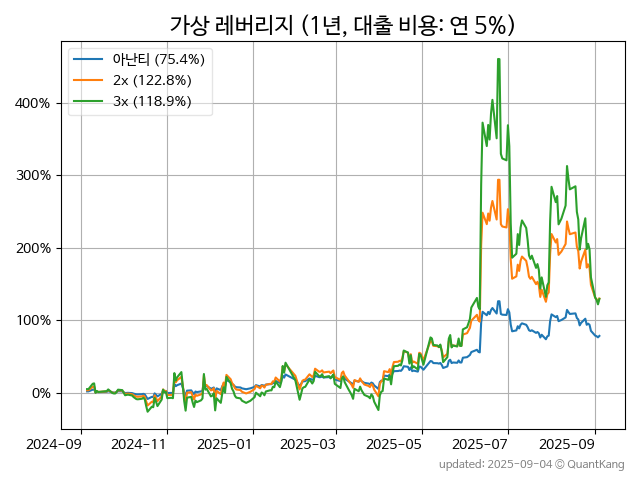 가상 레버리지 (1년, 대출 비용: 연 5%)
아난티 (75.4%)
2x (122.8%)
3x (118.9%)
400%
300%
200%
100%
0%
2024-09
2024-11
2025-01
2025-03
2025-05
2025-07
2025-09
updated: 2025-09-04 © QuantKang